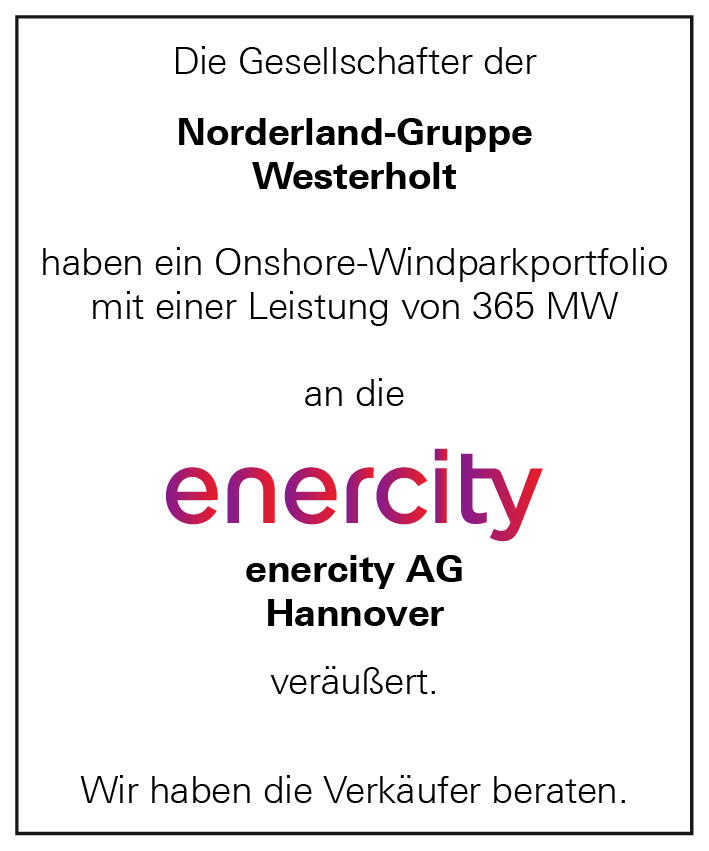 Die Gesellschafter der
Norderland-Gruppe
Westerholt
haben ein Onshore-Windparkportfolio
mit einer Leistung von 365 MW
an die
enercity
enercity AG
Hannover
veräußert.
Wir haben die Verkäufer beraten.